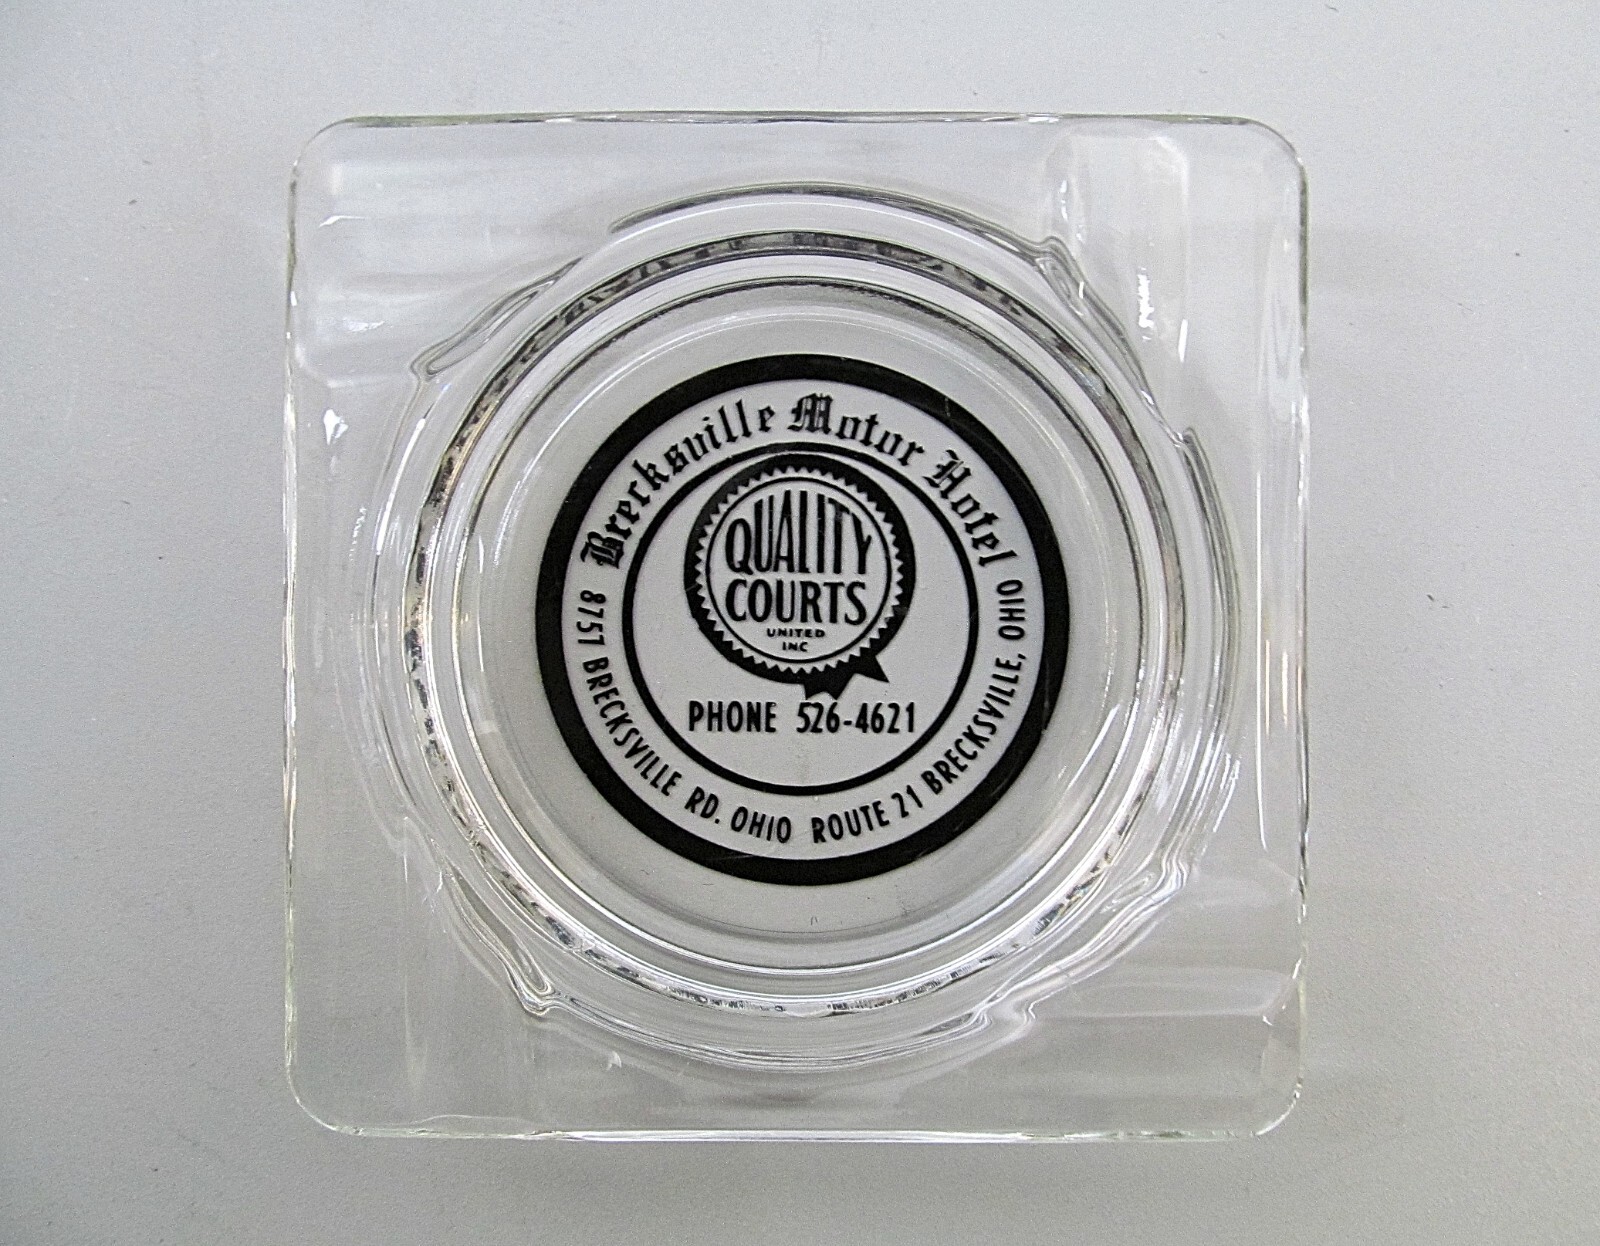 Brecksville Motor Hotel
QUALITY
COURTS
UNITED
INC
PHONE 526-4621
8757 BRECKSVILLE RD. OHIO ROUTE 21 BRECKSVILLE, OHIO